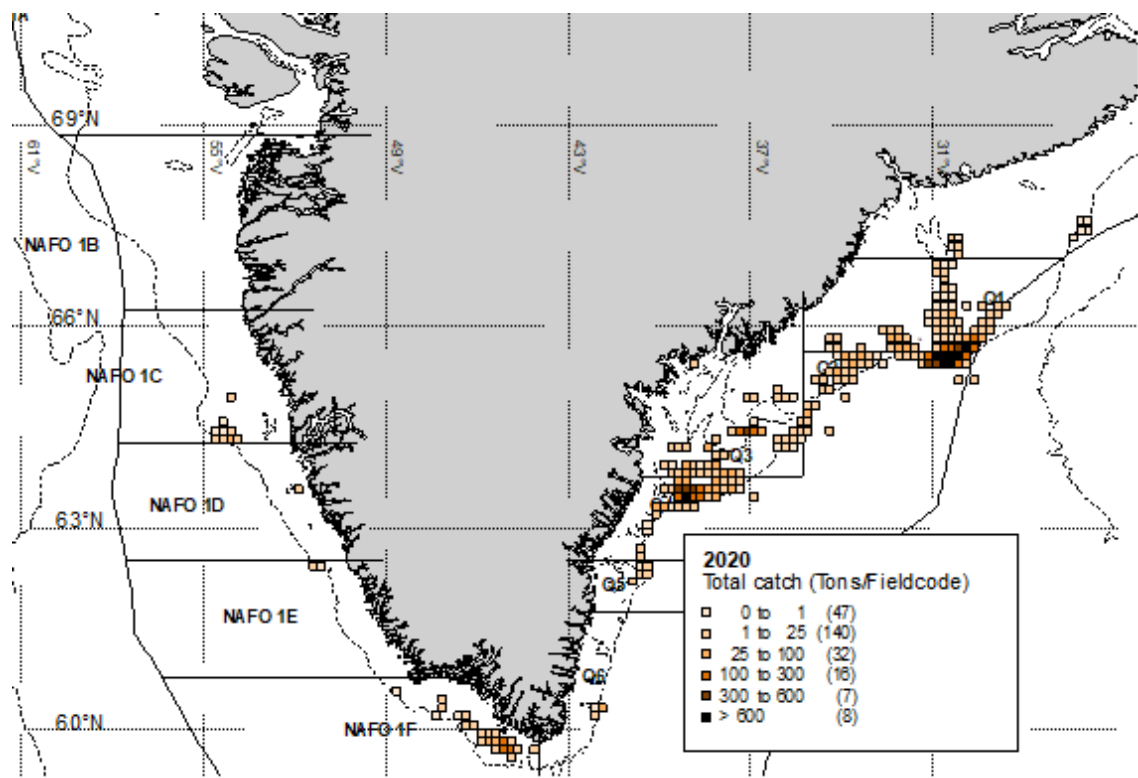 69°N
61°V
55°V
49°V
43°V
37°V
31°V
NAFO 1B
Q1
66°N
NAFO 1C
Q3
NAFO 1D
63°N
2020
Total catch (Tons/Fieldcode)
0 to 1 (47)
1 to 25 (140)
25 to 100 (32)
100 to 300 (16)
300 to 600 (7)
> 600 (8)
Q5
NAFO 1E
Q6
NAFO 1F
60°N